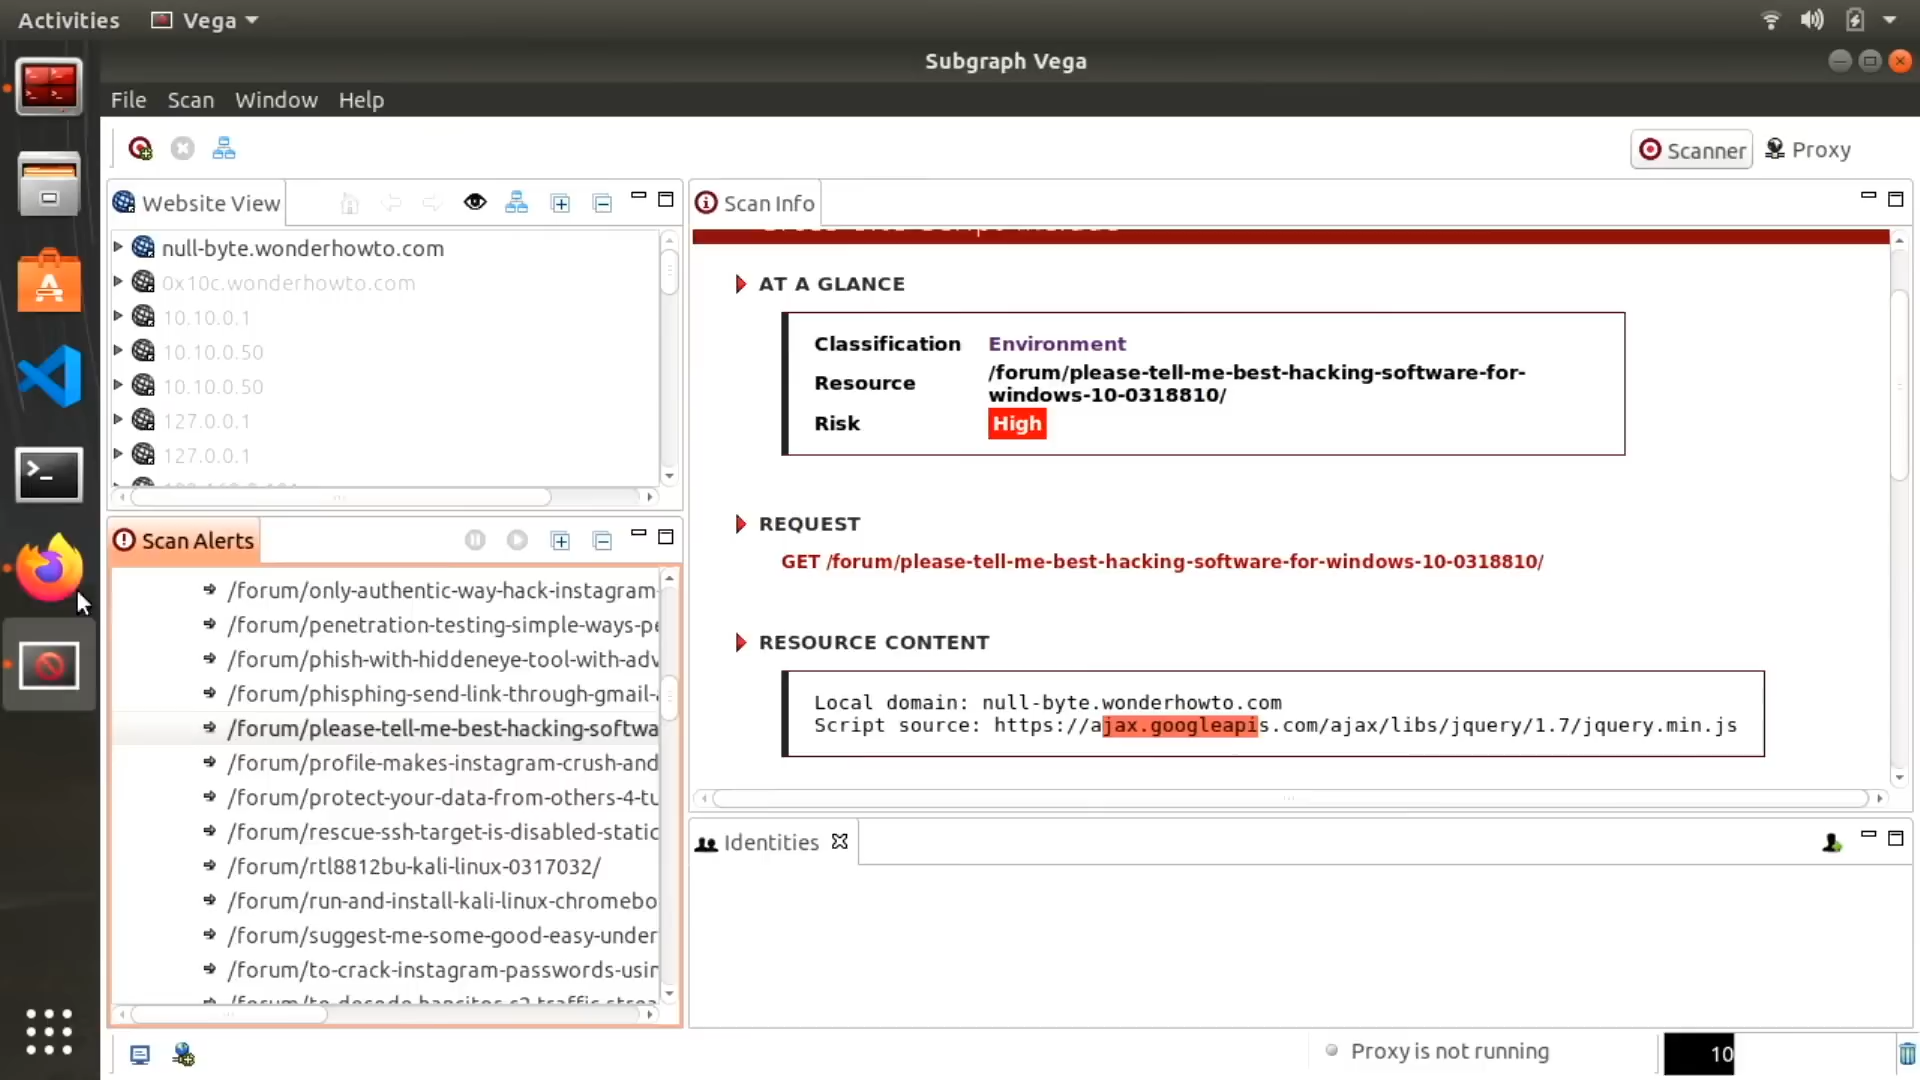 Activities
Vega
Subgraph Vega
File Scan Window Help
Scanner Proxy
Website View
null-byte.wonderhowto.com
0x10c.wonderhowto.com
10.10.0.1
10.10.0.50
10.10.0.50
127.0.0.1
127.0.0.1
Scan Alerts
/forum/only-authentic-way-hack-instagram-
/forum/penetration-testing-simple-ways-pe
/forum/phish-with-hiddeneye-tool-with-adv
/forum/phisphing-send-link-through-gmail-a
/forum/please-tell-me-best-hacking-softwa
/forum/profile-makes-instagram-crush-and
/forum/protect-your-data-from-others-4-tu
/forum/rescue-ssh-target-is-disabled-static
/forum/rtl8812bu-kali-linux-0317032/
/forum/run-and-install-kali-linux-chromebo
/forum/suggest-me-some-good-easy-under
/forum/to-crack-instagram-passwords-usin
Scan Info
AT A GLANCE
Classification Environment
Resource /forum/please-tell-me-best-hacking-software-for-
windows-10-0318810/
Risk High
REQUEST
GET /forum/please-tell-me-best-hacking-software-for-windows-10-0318810/
RESOURCE CONTENT
Local domain: null-byte.wonderhowto.com
Script source: https://ajax.googleapis.com/ajax/libs/jquery/1.7/jquery.min.js
Identities
Proxy is not running
10